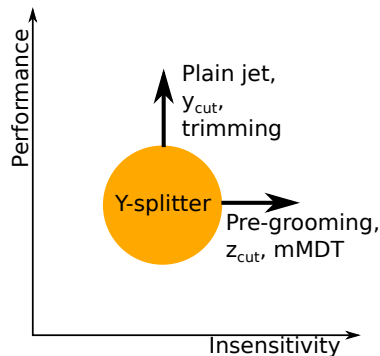 Performance
Plain jet,
y_cut,
trimming
Y-splitter
Pre-grooming,
z_cut, mMDT
Insensitivity